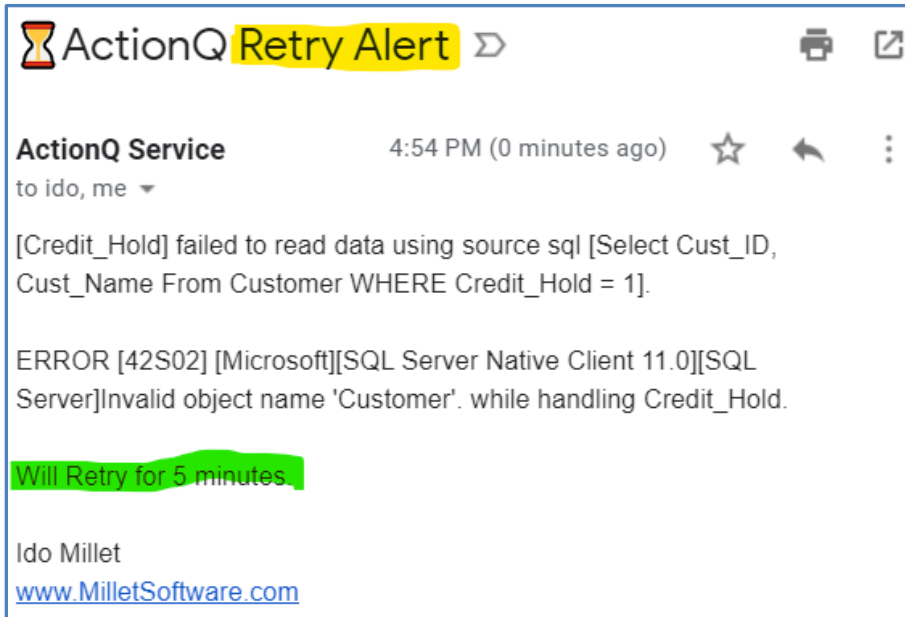 ActionQ Retry Alert
ActionQ Service 4:54 PM (0 minutes ago)
to ido, me
[Credit_Hold] failed to read data using source sql [Select Cust_ID,
Cust_Name From Customer WHERE Credit_Hold = 1].
ERROR [42S02] [Microsoft][SQL Server Native Client 11.0][SQL
Server]Invalid object name 'Customer'. while handling Credit_Hold.
Will Retry for 5 minutes.
Ido Millet
www.MilletSoftware.com